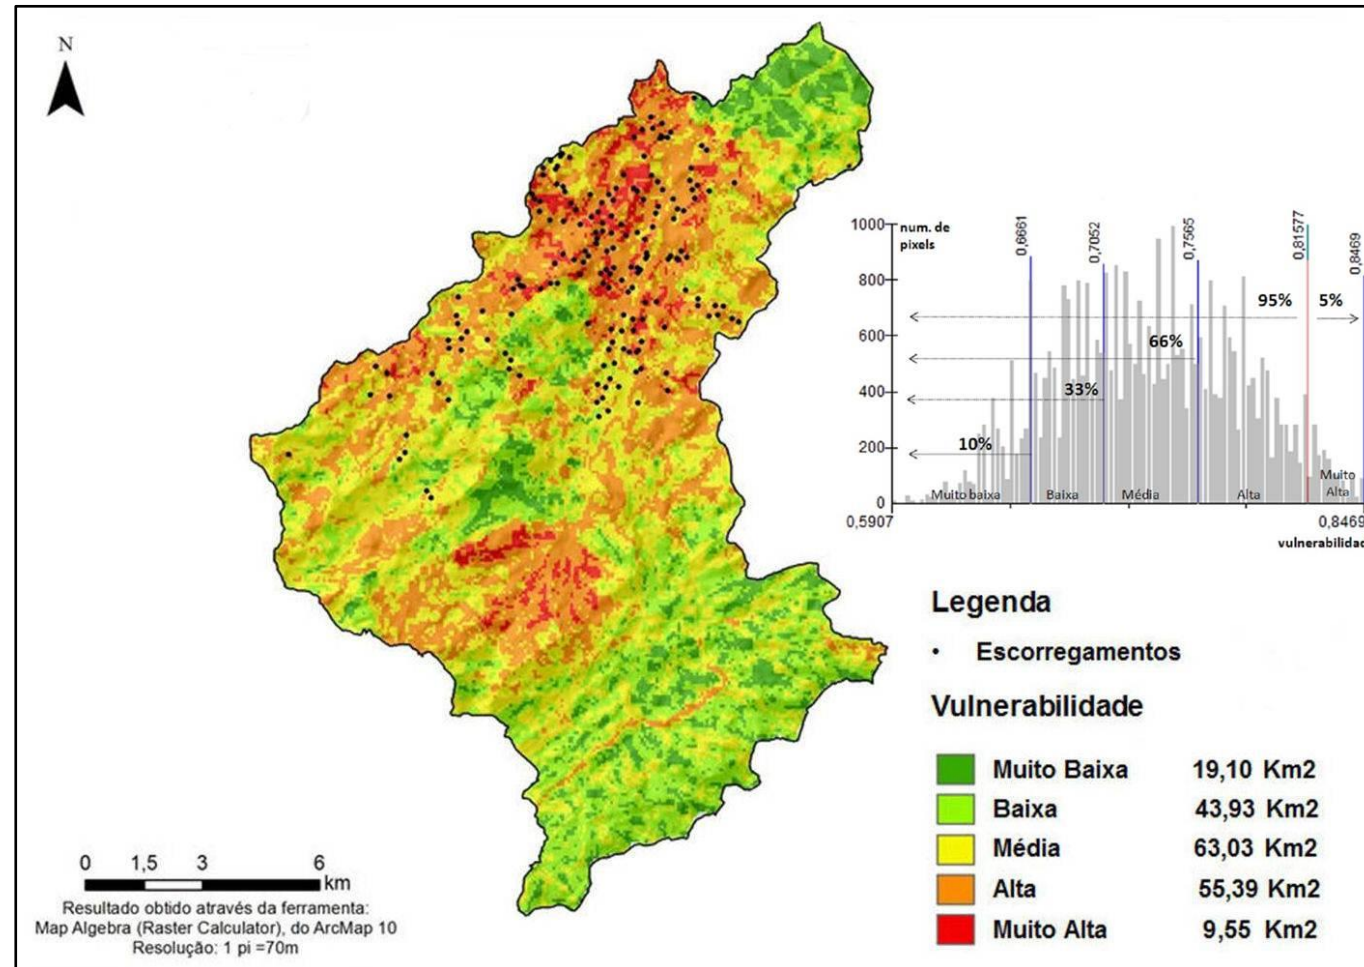 N
1000
num. de
pixels
800
600
400
200
0
0,6661
0,7052
0,7565
0,81577
0,8469
95%
5%
66%
33%
10%
Muito baixa
Baixa
Média
Alta
Muito
Alta
0,5907
0,8469
vulnerabilidad
Legenda
• Escorregamentos
Vulnerabilidade
Muito Baixa 19,10 Km2
Baixa 43,93 Km2
Média 63,03 Km2
Alta 55,39 Km2
Muito Alta 9,55 Km2
0 1,5 3 6
km
Resultado obtido através da ferramenta:
Map Algebra (Raster Calculator), do ArcMap 10
Resolução: 1 pi =70m